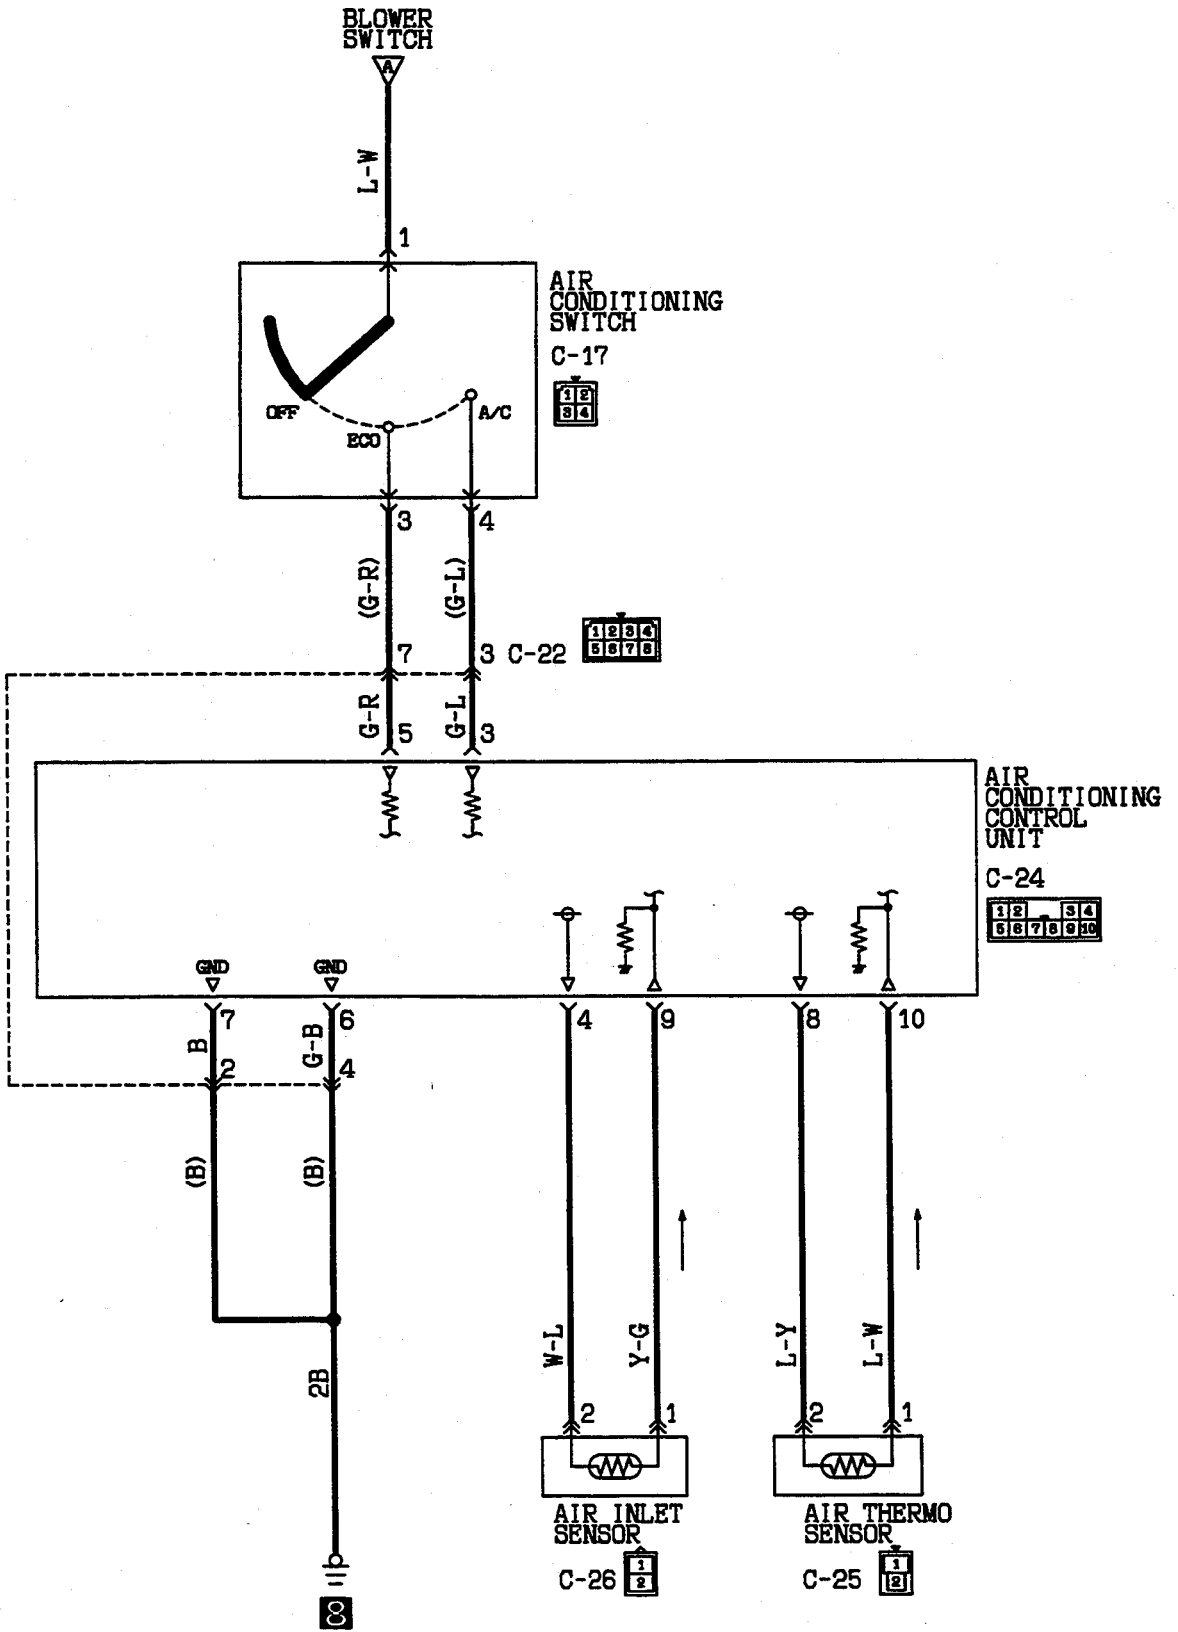 BLOWER
SWITCH
A
L-W
1
AIR
CONDITIONING
SWITCH
C-17
1 2
3 4
OFF
ECO
A/C
3
4
(G-R)
(G-L)
7
3
C-22
1 2 3 4
5 6 7 8
G-R
5
G-L
3
AIR
CONDITIONING
CONTROL
UNIT
C-24
1 2 3 4
5 6 7 8 9 10
GND
GND
7
6
4
9
8
10
B
2
G-B
4
(B)
(B)
2B
W-L
Y-G
L-Y
L-W
2
1
2
1
AIR INLET
SENSOR
C-26
1
2
AIR THERMO
SENSOR
C-25
1
2
8